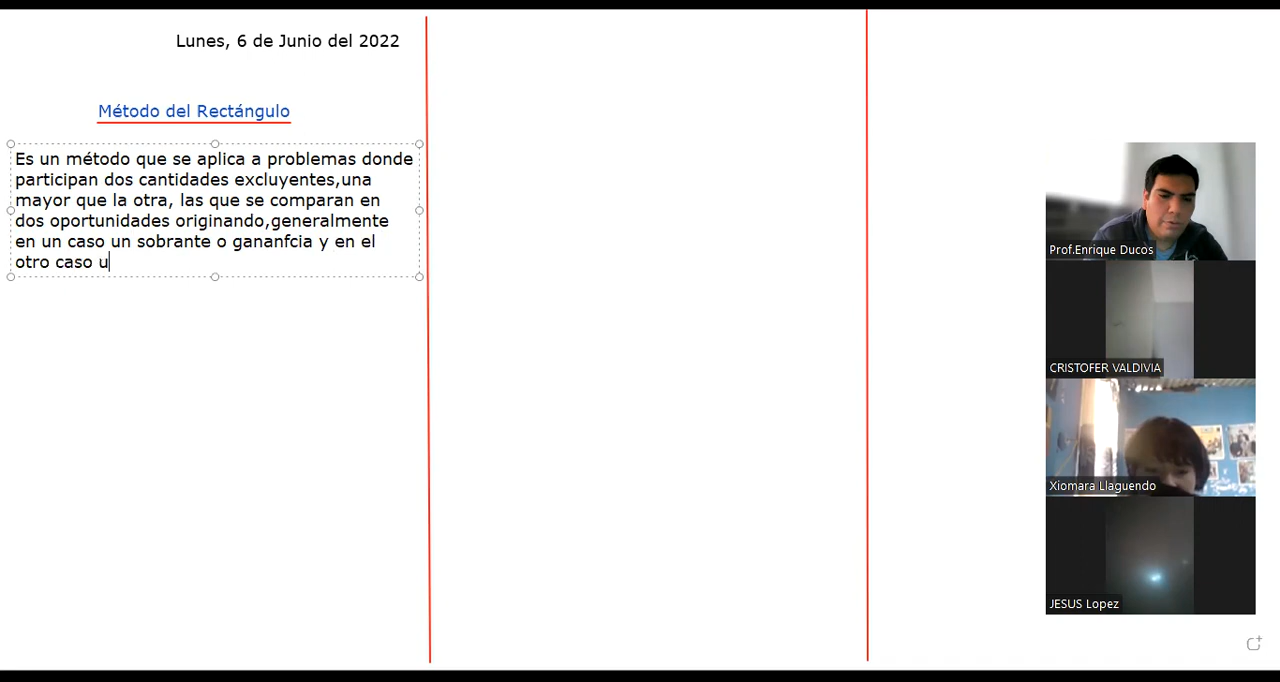 Lunes, 6 de Junio del 2022
Método del Rectángulo
Es un método que se aplica a problemas donde
participan dos cantidades excluyentes,una
mayor que la otra, las que se comparan en
dos oportunidades originando,generalmente
en un caso un sobrante o gananfcia y en el
otro caso u
Prof.Enrique Ducos
CRISTOFER VALDIVIA
Xiomara Llaguendo
JESUS Lopez